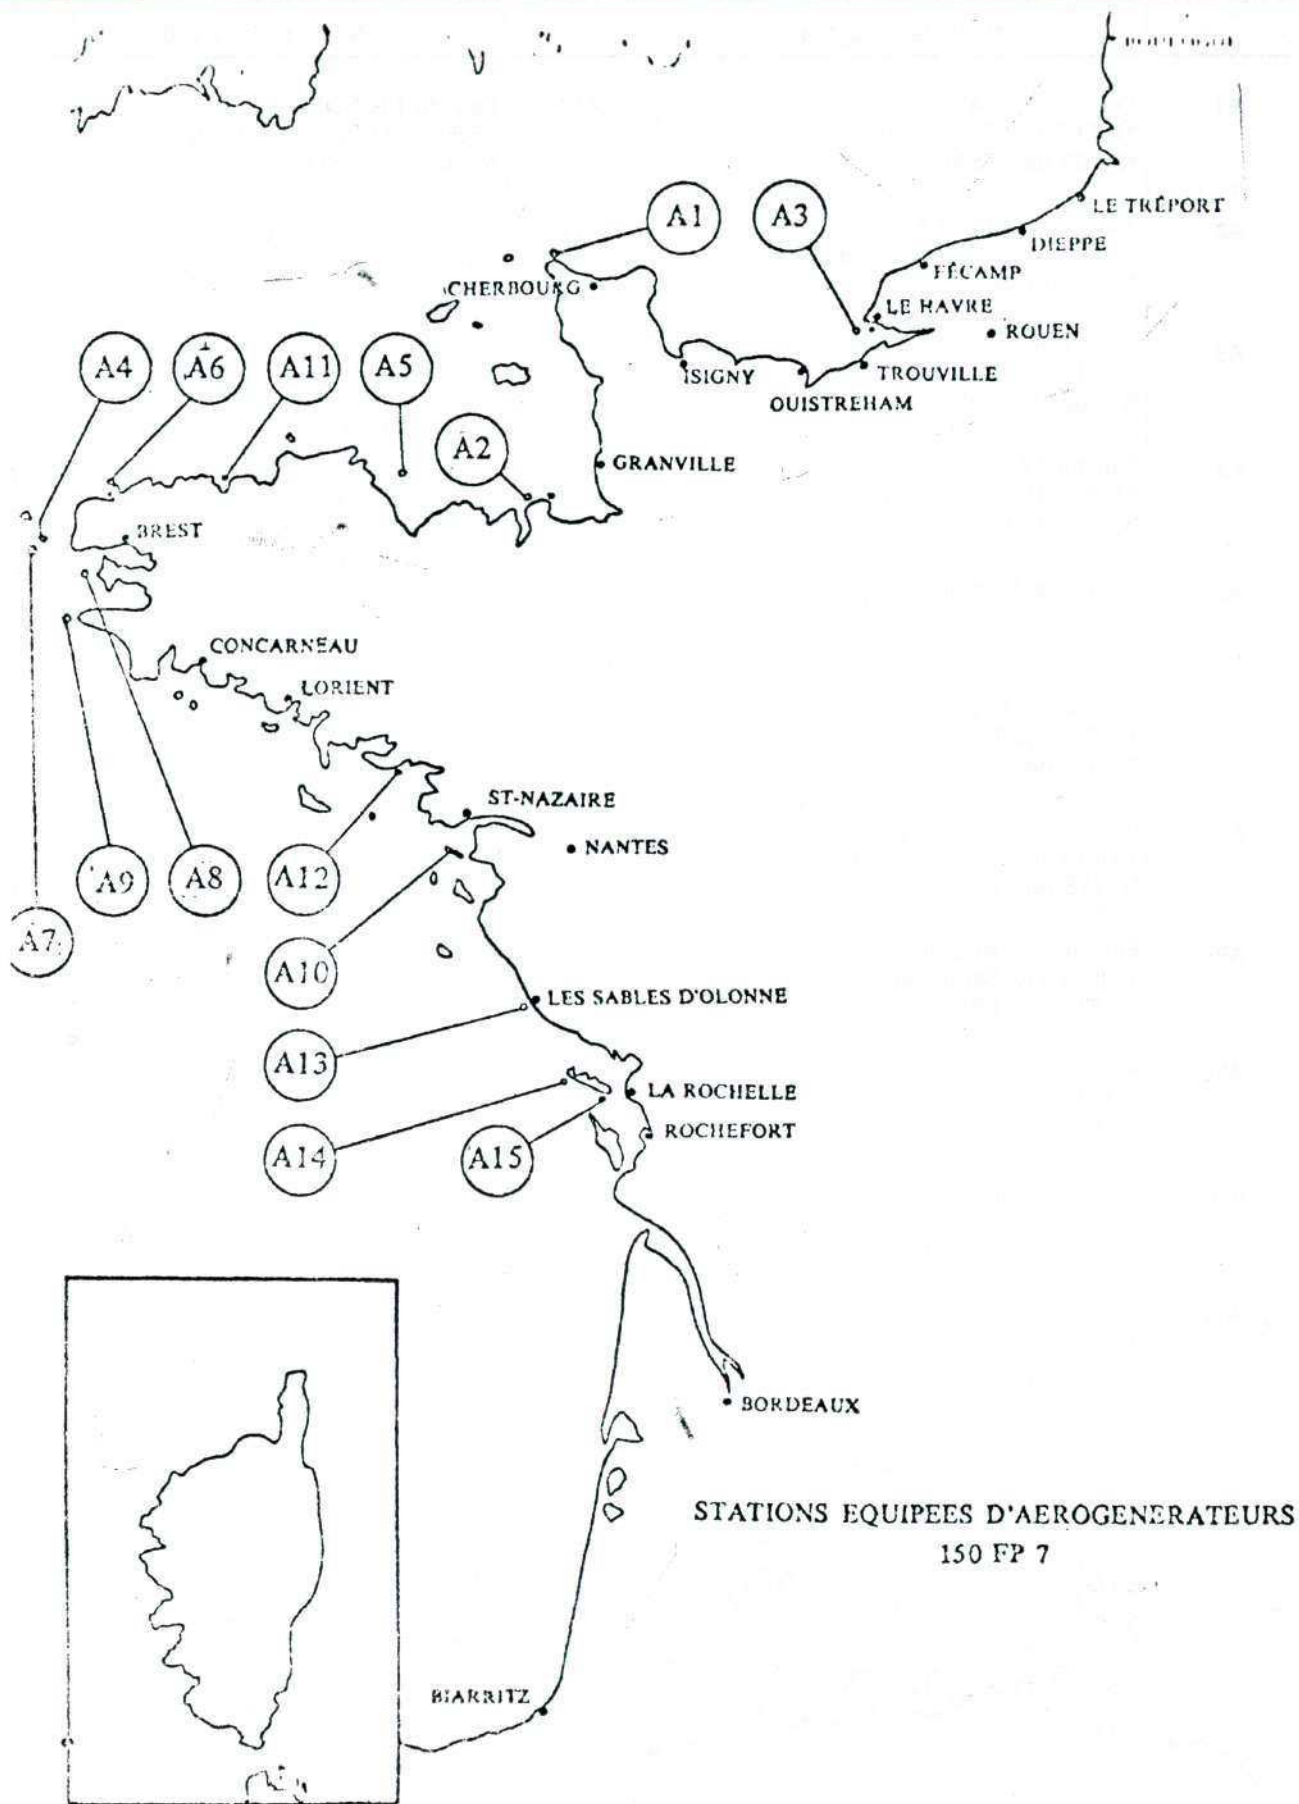 BOULOGNE
LE TRÉPORT
A1
A3
DIEPPE
FÉCAMP
CHERBOURG
LE HAVRE
ROUEN
A4
A6
A11
A5
ISIGNY
TROUVILLE
OUISTREHAM
A2
GRANVILLE
BREST
CONCARNEAU
LORIENT
ST-NAZAIRE
NANTES
A9
A8
A12
A7
A10
LES SABLES D'OLONNE
A13
LA ROCHELLE
ROCHEFORT
A14
A15
BORDEAUX
STATIONS EQUIPEES D'AEROGENERATEURS
150 FP 7
BIARRITZ